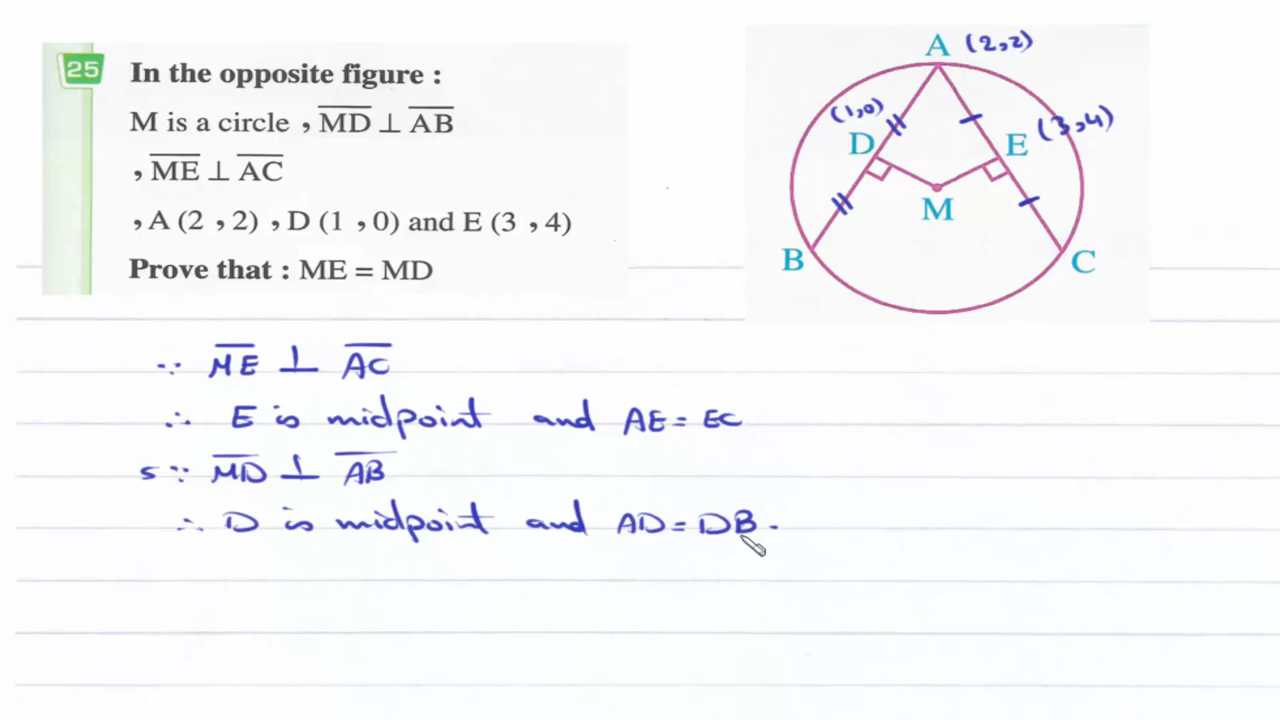 25 In the opposite figure :
M is a circle , MD ⊥ AB
, ME ⊥ AC
, A (2 , 2) , D (1 , 0) and E (3 , 4)
Prove that : ME = MD
A (2,2)
(1,0)
D
E (3,4)
M
B
C
∵ ME ⊥ AC
∴ E is midpoint and AE = EC
, ∵ MD ⊥ AB
∴ D is midpoint and AD = DB.